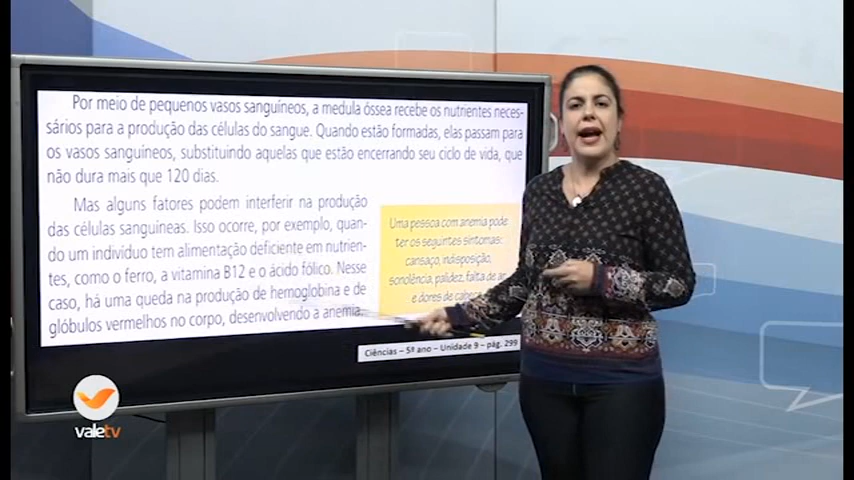 Por meio de pequenos vasos sanguíneos, a medula óssea recebe os nutrientes neces-
sários para a produção das células do sangue. Quando estão formadas, elas passam para
os vasos sanguíneos, substituindo aquelas que estão encerrando seu ciclo de vida, que
não dura mais que 120 dias.
Mas alguns fatores podem interferir na produção
das células sanguíneas. Isso ocorre, por exemplo, quan-
do um indivíduo tem alimentação deficiente em nutrien-
tes, como o ferro, a vitamina B12 e o ácido fólico. Nesse
caso, há uma queda na produção de hemoglobina e de
glóbulos vermelhos no corpo, desenvolvendo a anemia.
Uma pessoa com anemia pode
ter os seguintes sintomas:
cansaço, indisposição,
sonolência, palidez, falta de ar
e dores de
Ciências – 5º ano – Unidade 9 – pág. 299
valetv